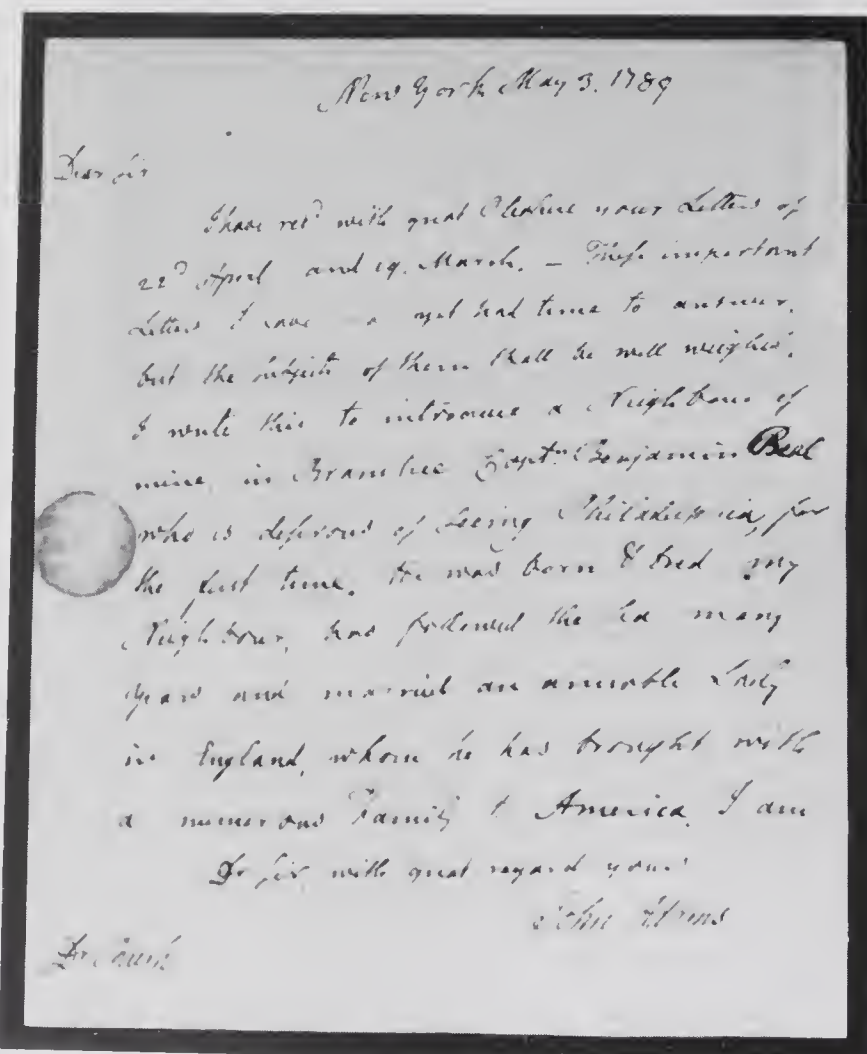 New York May 3. 1789
Dear Sir
I have recd with great Pleasure your Letters of
22d April and 19. March. – These important
Letters I have yet had time to answer.
but the subjects of them shall be well weighed.
I write this to introduce a Neighbour of
mine, in Braintree Captn Benjamin Beal
who is desirous of Seeing Philadelphia, for
the first time. He was born & bred my
Neighbour, has followed the Sea many
years and married an amiable Lady
in England, whom he has brought with
a numerous Family to America. I am
Dr Sir, with great regard yours
John Adams
Dr